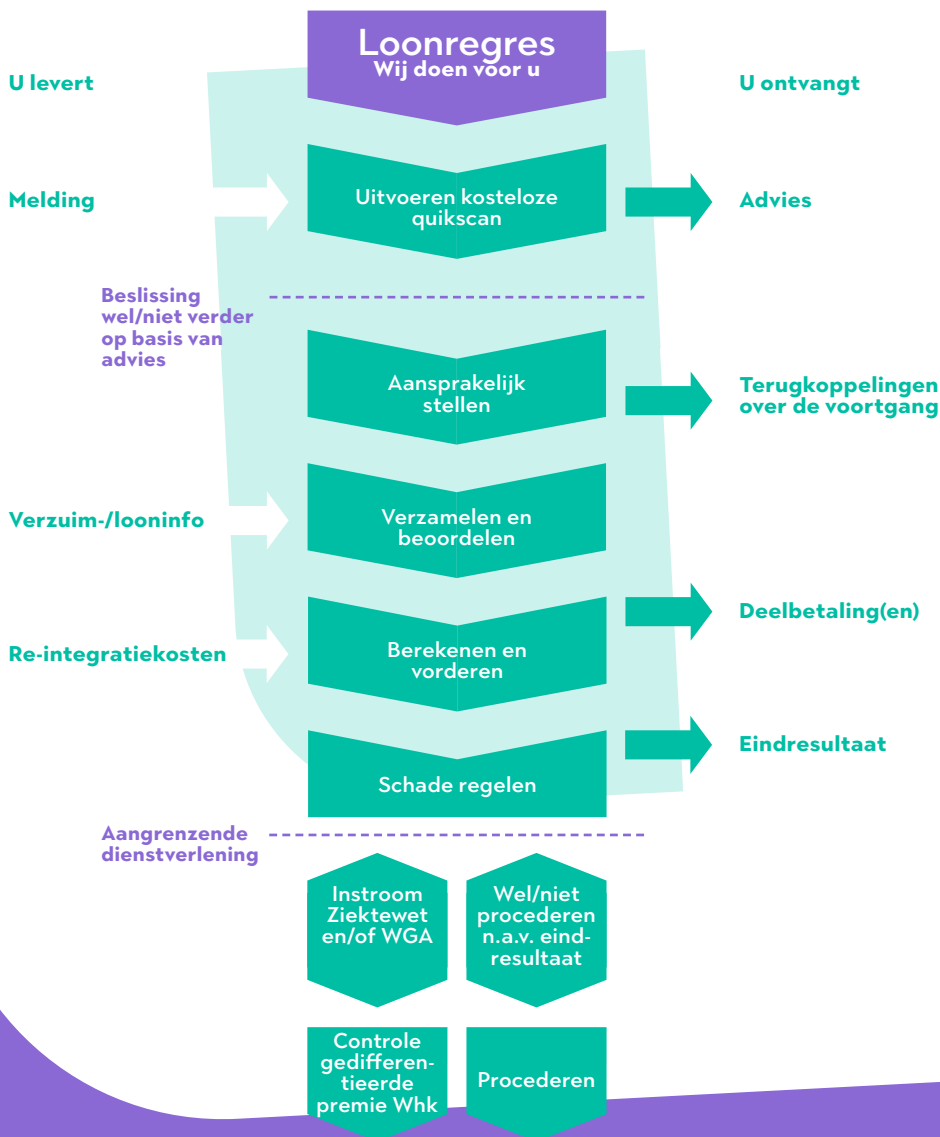 Loonregres
Wij doen voor u
U levert
U ontvangt
Melding
Uitvoeren kosteloze
quikscan
Advies
Beslissing
wel/niet verder
op basis van
advies
Aansprakelijk
stellen
Terugkoppelingen
over de voortgang
Verzuim-/looninfo
Verzamelen en
beoordelen
Deelbetaling(en)
Re-integratiekosten
Berekenen en
vorderen
Eindresultaat
Schade regelen
Aangrenzende
dienstverlening
Instroom
Ziektewet
en/of WGA
Wel/niet
procederen
n.a.v. eind-
resultaat
Controle
gedifferen-
tieerde
premie Whk
Procederen